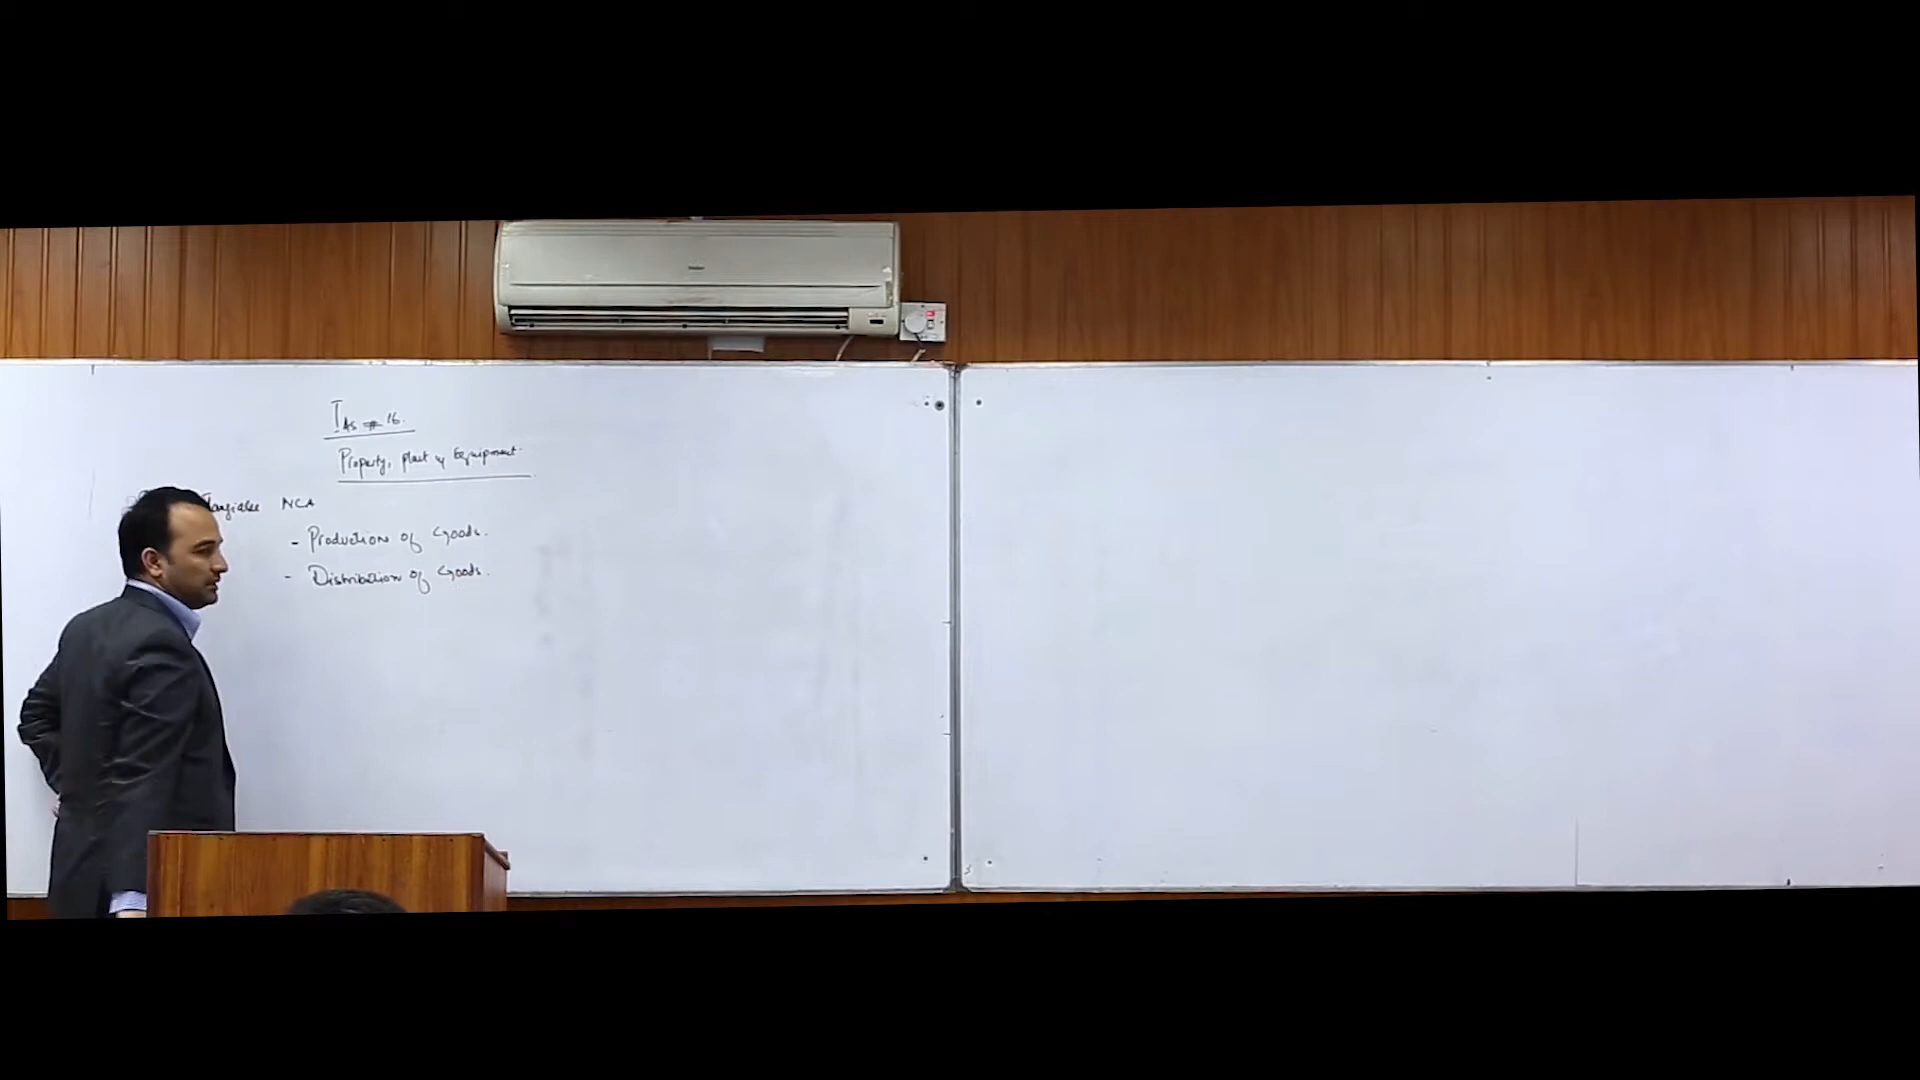 IAS # 16.
Property, plant & Equipment.
Tangible NCA
- Production of Goods.
- Distribution of Goods.